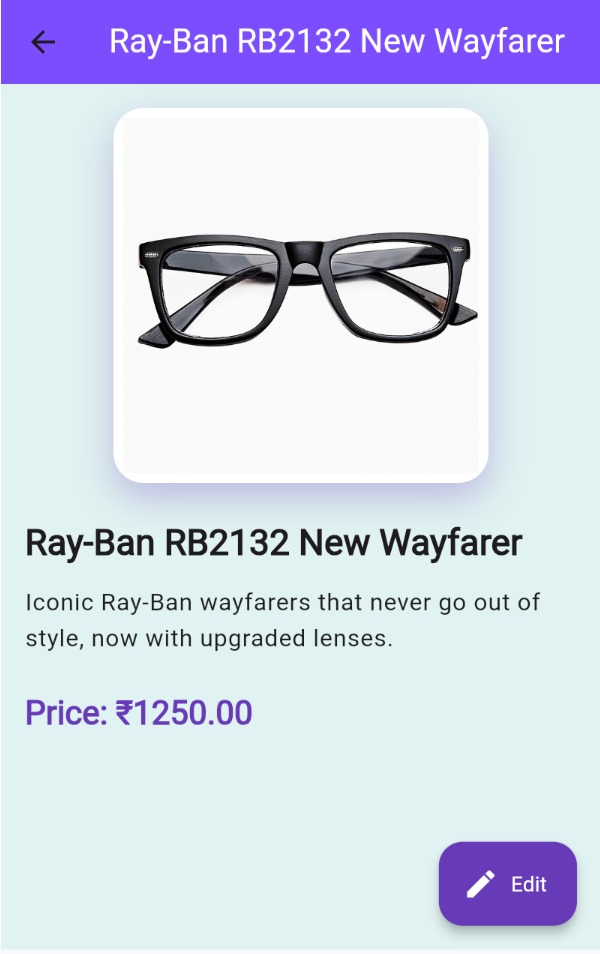 Ray-Ban RB2132 New Wayfarer
Ray-Ban RB2132 New Wayfarer
Iconic Ray-Ban wayfarers that never go out of
style, now with upgraded lenses.
Price: ₹1250.00
Edit